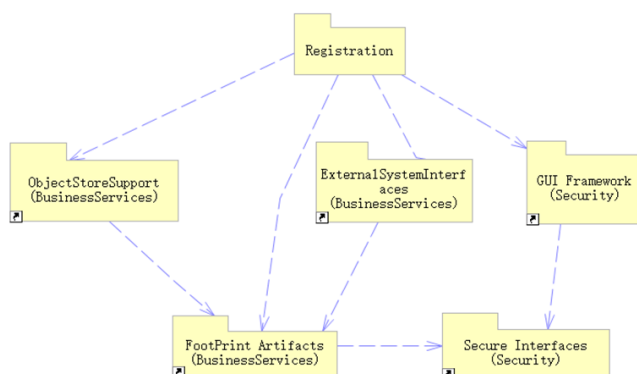 Registration
ObjectStoreSupport
(BusinessServices)
ExternalSystemInterf
aces
(BusinessServices)
GUI Framework
(Security)
FootPrint Artifacts
(BusinessServices)
Secure Interfaces
(Security)